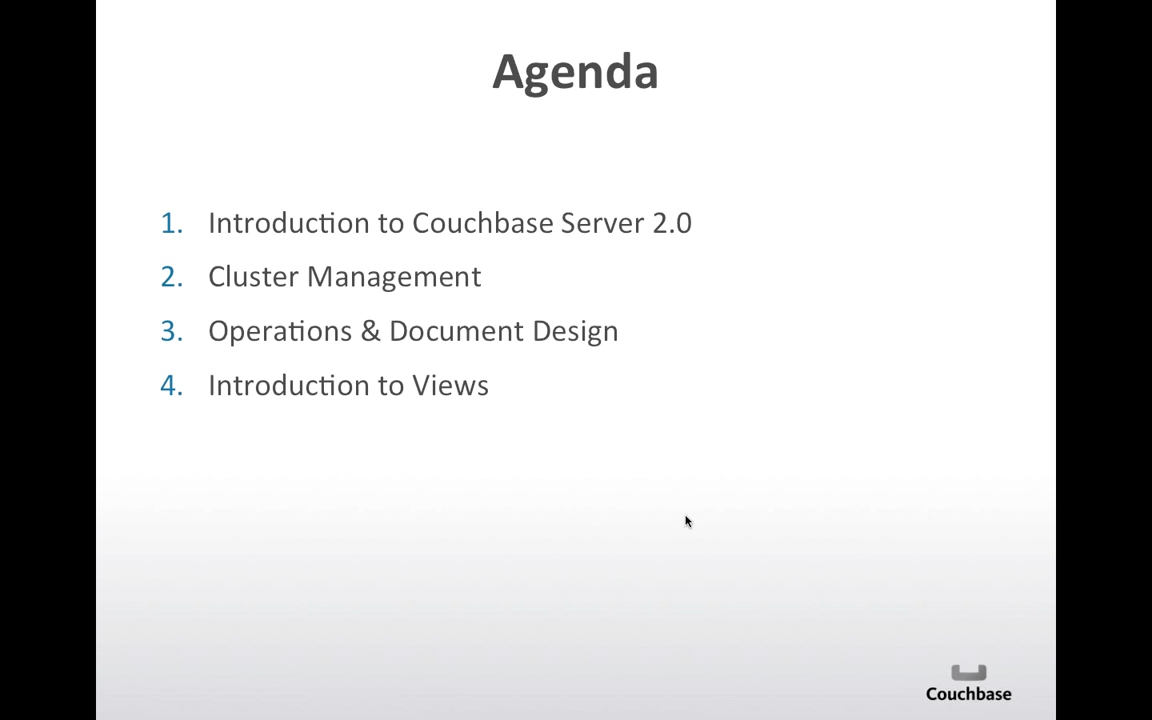 Agenda
1. Introduction to Couchbase Server 2.0
2. Cluster Management
3. Operations & Document Design
4. Introduction to Views
Couchbase